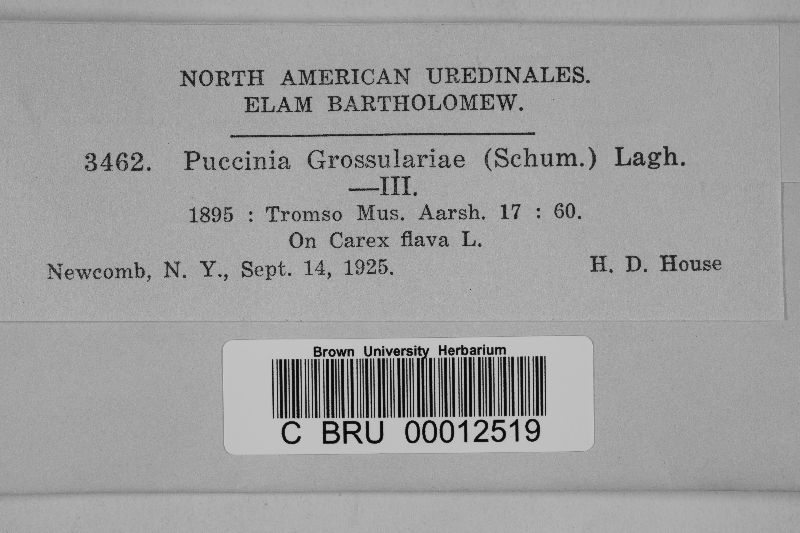 NORTH AMERICAN UREDINALES.
ELAM BARTHOLOMEW.
3462. Puccinia Grossulariae (Schum.) Lagh.
—III.
1895 : Tromso Mus. Aarsh. 17 : 60.
On Carex flava L.
Newcomb, N. Y., Sept. 14, 1925. H. D. House
Brown University Herbarium
C BRU 00012519